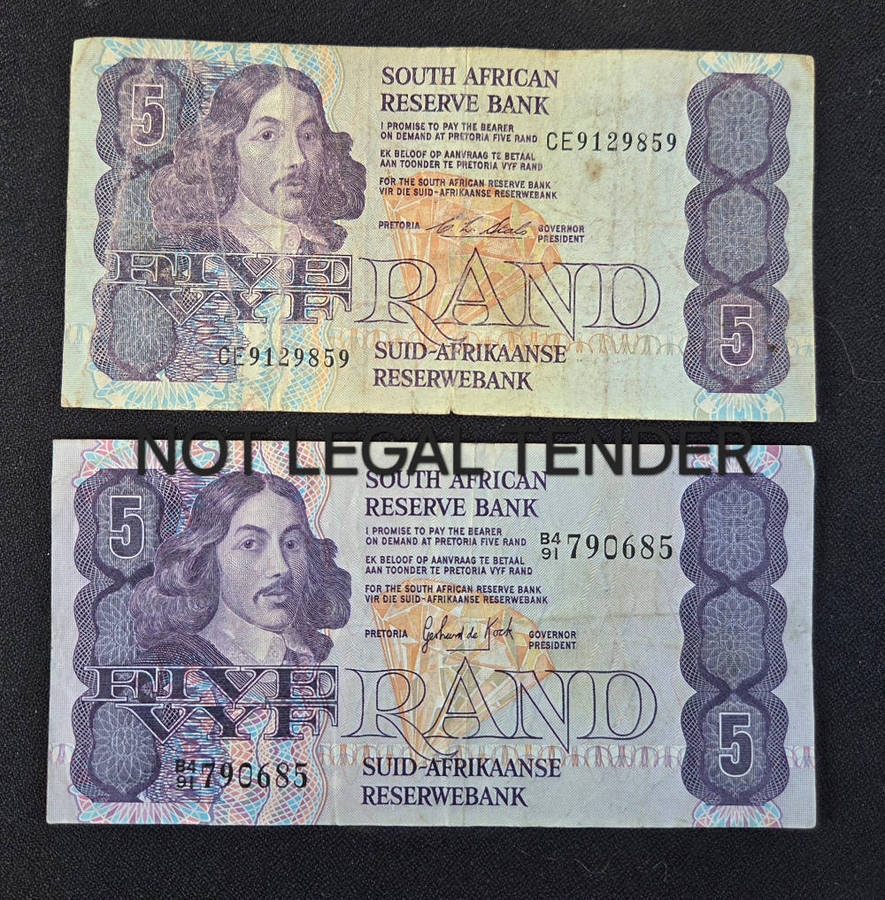 5
SOUTH AFRICAN
RESERVE BANK
I PROMISE TO PAY THE BEARER
ON DEMAND AT PRETORIA FIVE RAND CE9129859
EK BELOOF OP AANVRAAG TE BETAAL
AAN TOONDER TE PRETORIA VYF RAND
FOR THE SOUTH AFRICAN RESERVE BANK
VIR DIE SUID-AFRIKAANSE RESERWEBANK
PRETORIA GOVERNOR
PRESIDENT
FIVE
VYF RAND
5
CE9129859 SUID-AFRIKAANSE
RESERWEBANK
NOT LEGAL TENDER
5
SOUTH AFRICAN
RESERVE BANK
I PROMISE TO PAY THE BEARER
ON DEMAND AT PRETORIA FIVE RAND B4/91 790685
EK BELOOF OP AANVRAAG TE BETAAL
AAN TOONDER TE PRETORIA VYF RAND
FOR THE SOUTH AFRICAN RESERVE BANK
VIR DIE SUID-AFRIKAANSE RESERWEBANK
PRETORIA Gerhard de Kock GOVERNOR
PRESIDENT
FIVE
VYF RAND
5
B4/91 790685 SUID-AFRIKAANSE
RESERWEBANK